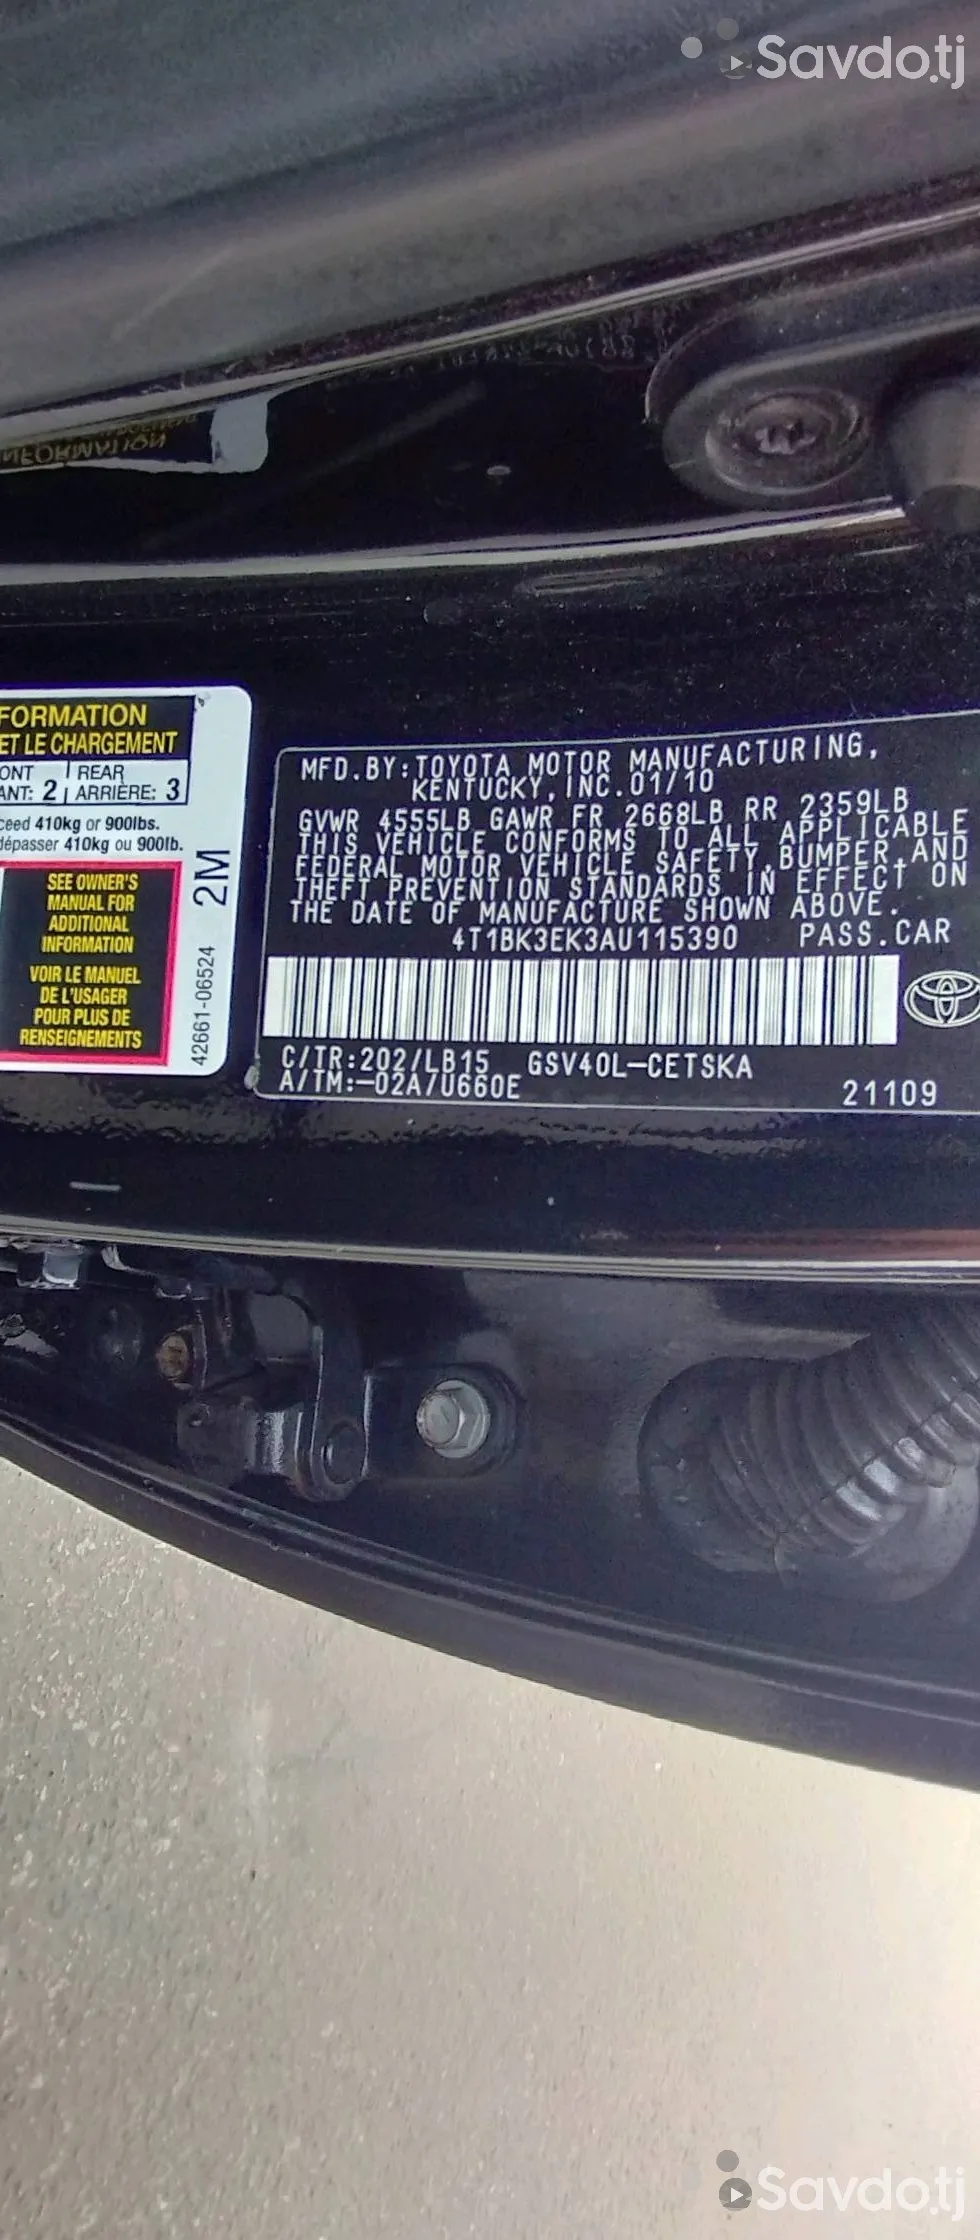 Savdo.tj
INFORMATION
FORMATION
ET LE CHARGEMENT
ONT | REAR
ANT: 2 | ARRIÈRE: 3
ceed 410kg or 900lbs.
dépasser 410kg ou 900lb.
SEE OWNER'S
MANUAL FOR
ADDITIONAL
INFORMATION
VOIR LE MANUEL
DE L'USAGER
POUR PLUS DE
RENSEIGNEMENTS
42661-06524 2M
MFD.BY:TOYOTA MOTOR MANUFACTURING,
KENTUCKY,INC.01/10
GVWR 4555LB GAWR FR 2668LB RR 2359LB
THIS VEHICLE CONFORMS TO ALL APPLICABLE
FEDERAL MOTOR VEHICLE SAFETY,BUMPER,AND
THEFT PREVENTION STANDARDS IN EFFECT ON
THE DATE OF MANUFACTURE SHOWN ABOVE.
4T1BK3EK3AU115390 PASS.CAR
C/TR:202/LB15 GSV40L-CETSKA
A/TM:-02A/U660E 21109
Savdo.tj